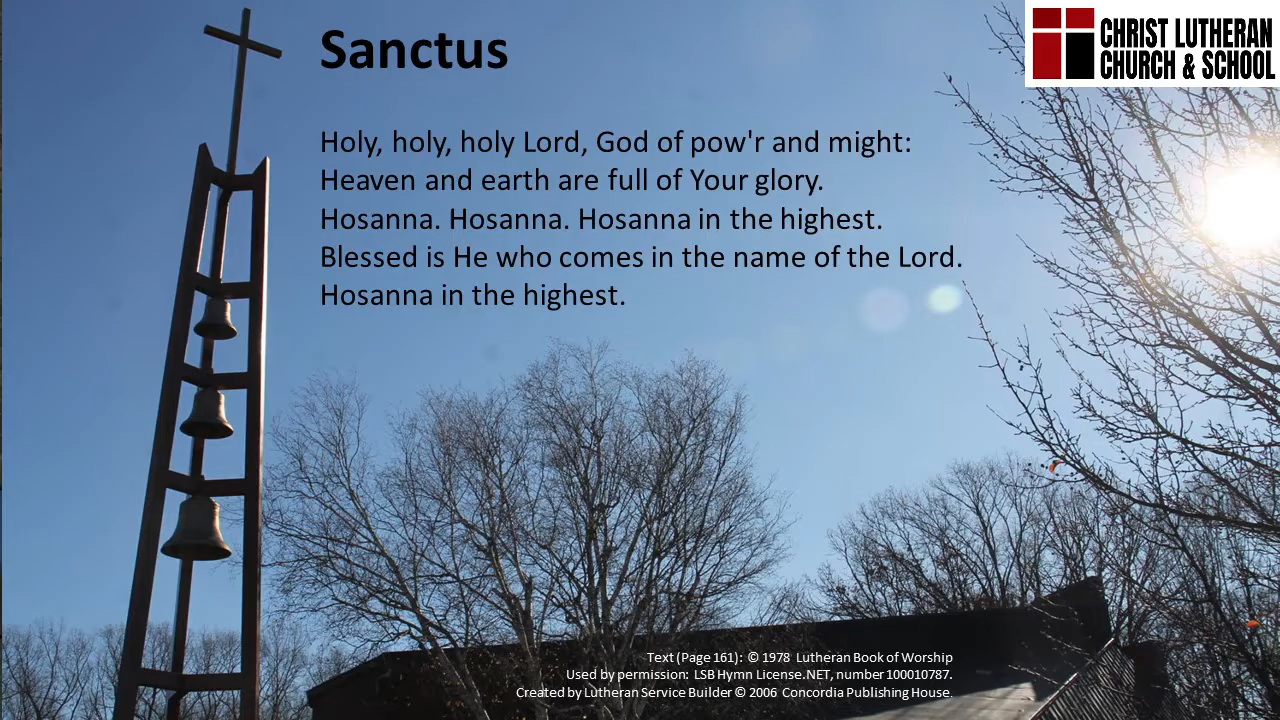 Sanctus
CHRIST LUTHERAN
CHURCH & SCHOOL
Holy, holy, holy Lord, God of pow'r and might:
Heaven and earth are full of Your glory.
Hosanna. Hosanna. Hosanna in the highest.
Blessed is He who comes in the name of the Lord.
Hosanna in the highest.
Text (Page 161): © 1978 Lutheran Book of Worship
Used by permission: LSB Hymn License.NET, number 100010787.
Created by Lutheran Service Builder © 2006 Concordia Publishing House.